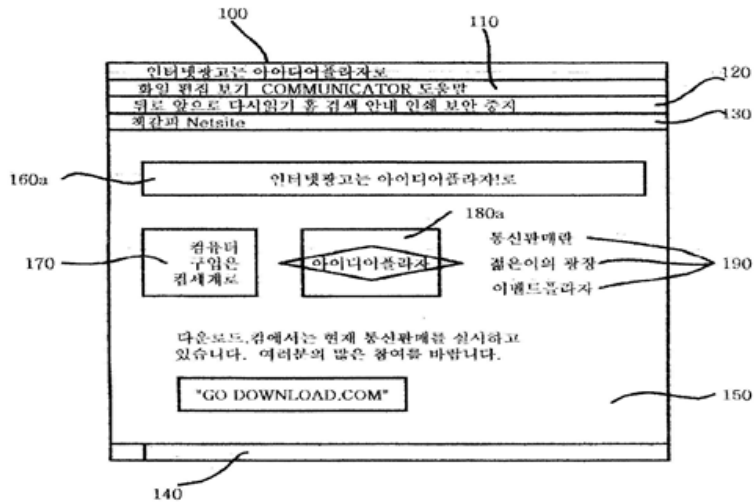 100
110
인터넷광고는 아이디어플라자로
화일 편집 보기 COMMUNICATOR 도움말
120
뒤로 앞으로 다시읽기 홈 검색 안내 인쇄 보안 중지
130
책갈피 Netsite
160a
인터넷광고는 아이디어플라자!로
180a
170
컴퓨터
구입은
컴세계로
아이디어플라자
통신판매란
젊은이의 광장
이벤트플라자
190
다운로드.컴에서는 현재 통신판매를 실시하고
있습니다. 여러분의 많은 참여를 바랍니다.
"GO DOWNLOAD.COM"
150
140